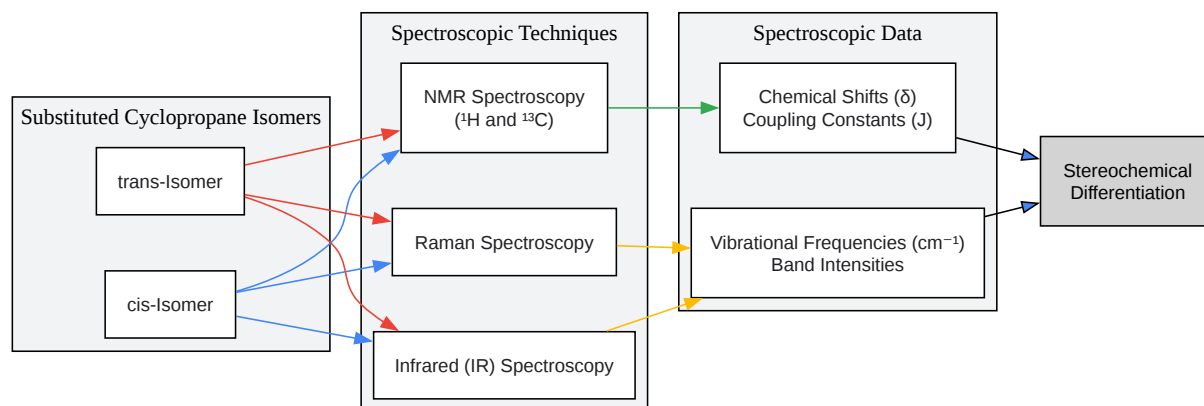 Substituted Cyclopropane Isomers
trans-Isomer
cis-Isomer
Spectroscopic Techniques
NMR Spectroscopy
(¹H and ¹³C)
Raman Spectroscopy
Infrared (IR) Spectroscopy
Spectroscopic Data
Chemical Shifts (δ)
Coupling Constants (J)
Vibrational Frequencies (cm⁻¹)
Band Intensities
Stereochemical
Differentiation